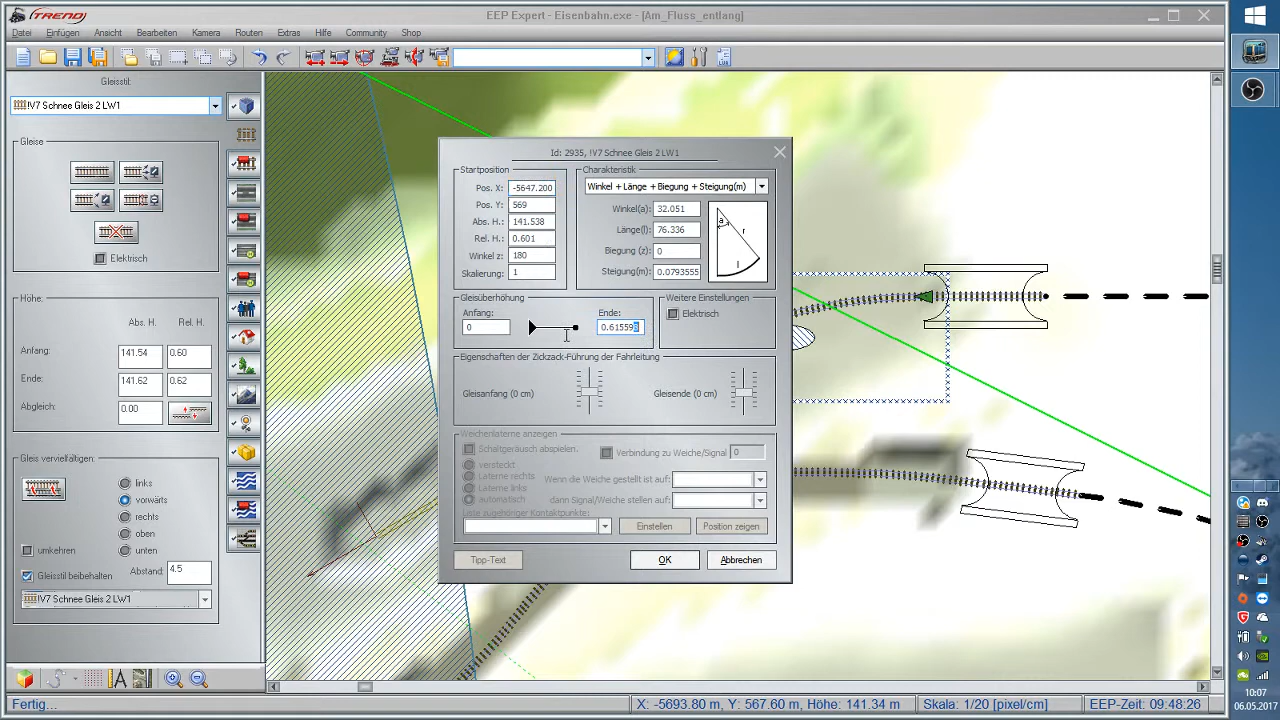 TREND
EEP Expert - Eisenbahn.exe - [Am_Fluss_entlang]
Datei Einfügen Ansicht Bearbeiten Kamera Routen Extras Hilfe Community Shop
Gleisstil:
!V7 Schnee Gleis 2 LW1
Gleise
Elektrisch
Höhe:
Abs. H. Rel. H.
Anfang: 141.54 0.60
Ende: 141.62 0.62
Abgleich: 0.00
Gleis vervielfältigen:
links
vorwärts
rechts
oben
unten
umkehren
Abstand: 4.5
Gleisstil beibehalten
!V7 Schnee Gleis 2 LW1
Id: 2935, !V7 Schnee Gleis 2 LW1
Startposition
Pos. X: -5647.200
Pos. Y: 569
Abs. H.: 141.538
Rel. H.: 0.601
Winkel z: 180
Skalierung: 1
Charakteristik
Winkel + Länge + Biegung + Steigung(m)
Winkel(a): 32.051
Länge(l): 76.336
Biegung (z): 0
Steigung(m): 0.0793555
a
r
l
Gleisüberhöhung
Anfang: Ende:
0 0.615598
Weitere Einstellungen
Elektrisch
Eigenschaften der Zickzack-Führung der Fahrleitung
Gleisanfang (0 cm) Gleisende (0 cm)
Weichenlaterne anzeigen
Schaltgeräusch abspielen.
versteckt
Laterne rechts
Laterne links
automatisch
Verbindung zu Weiche/Signal 0
Wenn die Weiche gestellt ist auf:
dann Signal/Weiche stellen auf:
Liste zugehöriger Kontaktpunkte:
Einstellen Position zeigen
Tipp-Text OK Abbrechen
Fertig... X: -5693.80 m, Y: 567.60 m, Höhe: 141.34 m Skala: 1/20 [pixel/cm] EEP-Zeit: 09:48:26
10:07
06.05.2017